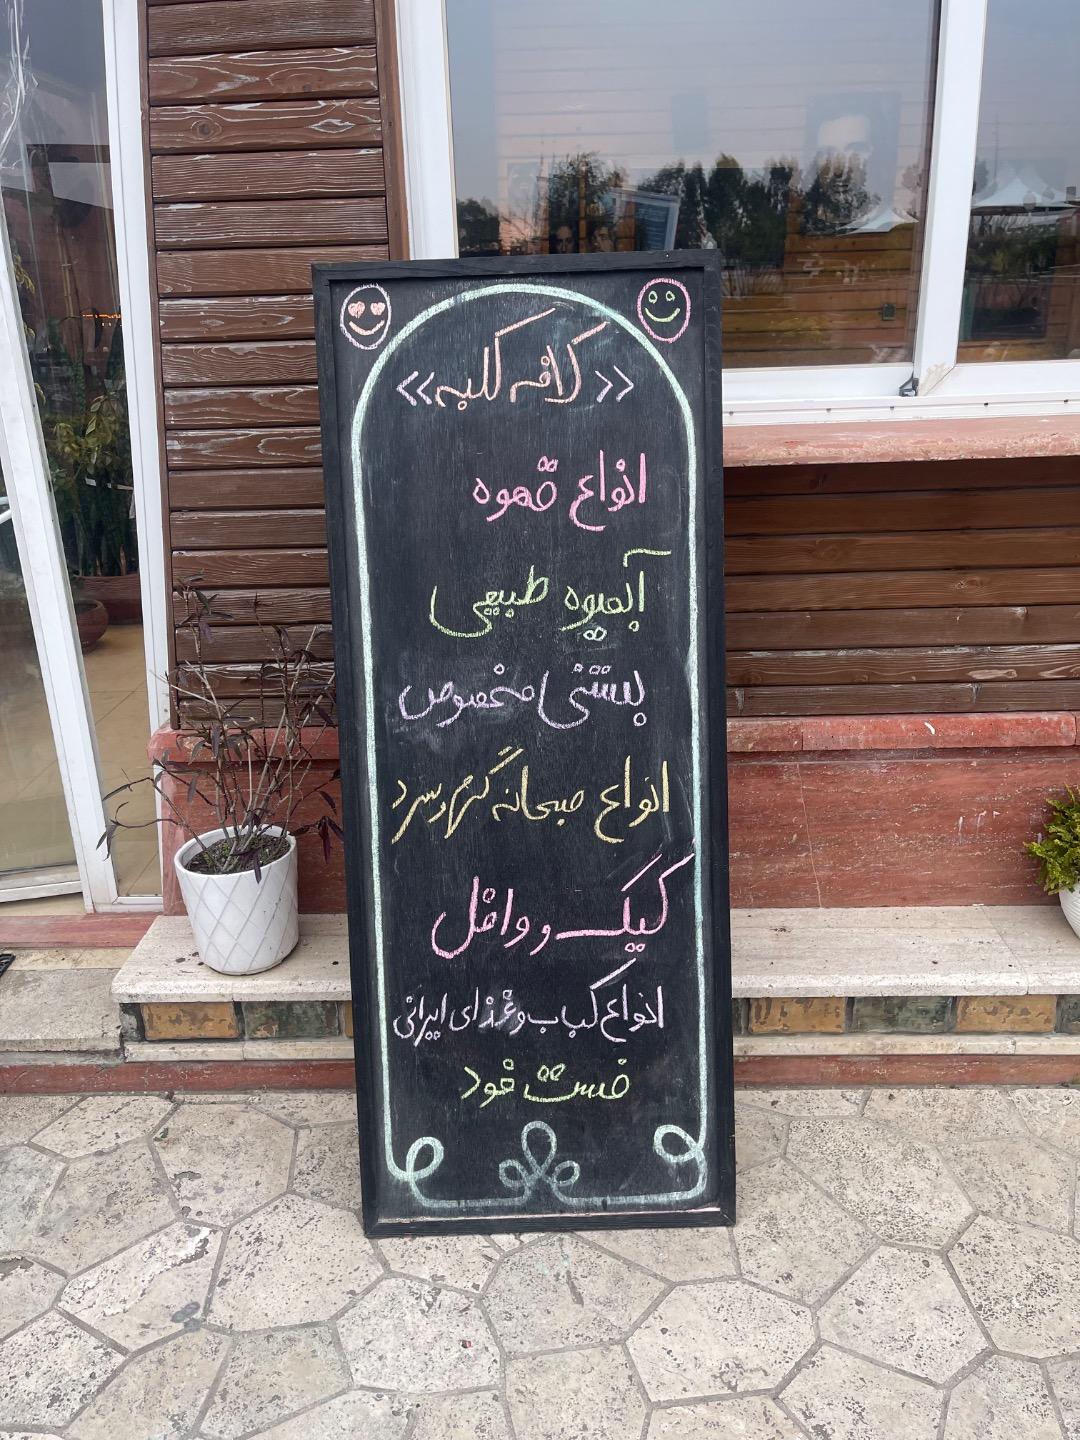 «کافه کلبه»
انواع قهوه
آبمیوه طبیعی
بستنی مخصوص
انواع صبحانه گرم و سرد
کیک و وافل
انواع کباب و غذای ایرانی
فست فود